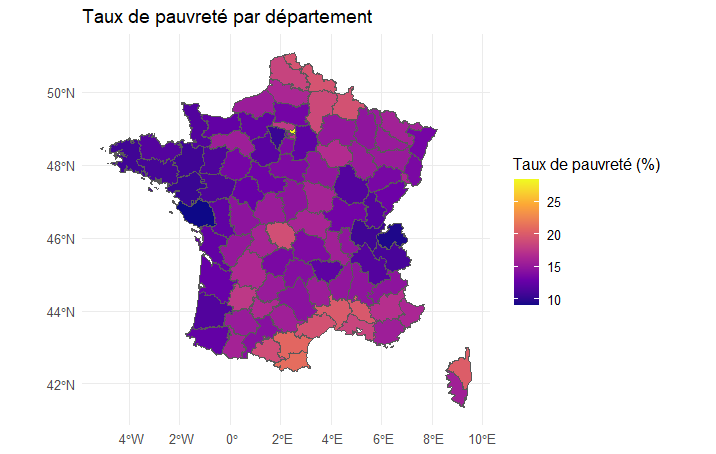 Taux de pauvreté par département
50°N
48°N
46°N
44°N
42°N
4°W 2°W 0° 2°E 4°E 6°E 8°E 10°E
Taux de pauvreté (%)
25
20
15
10